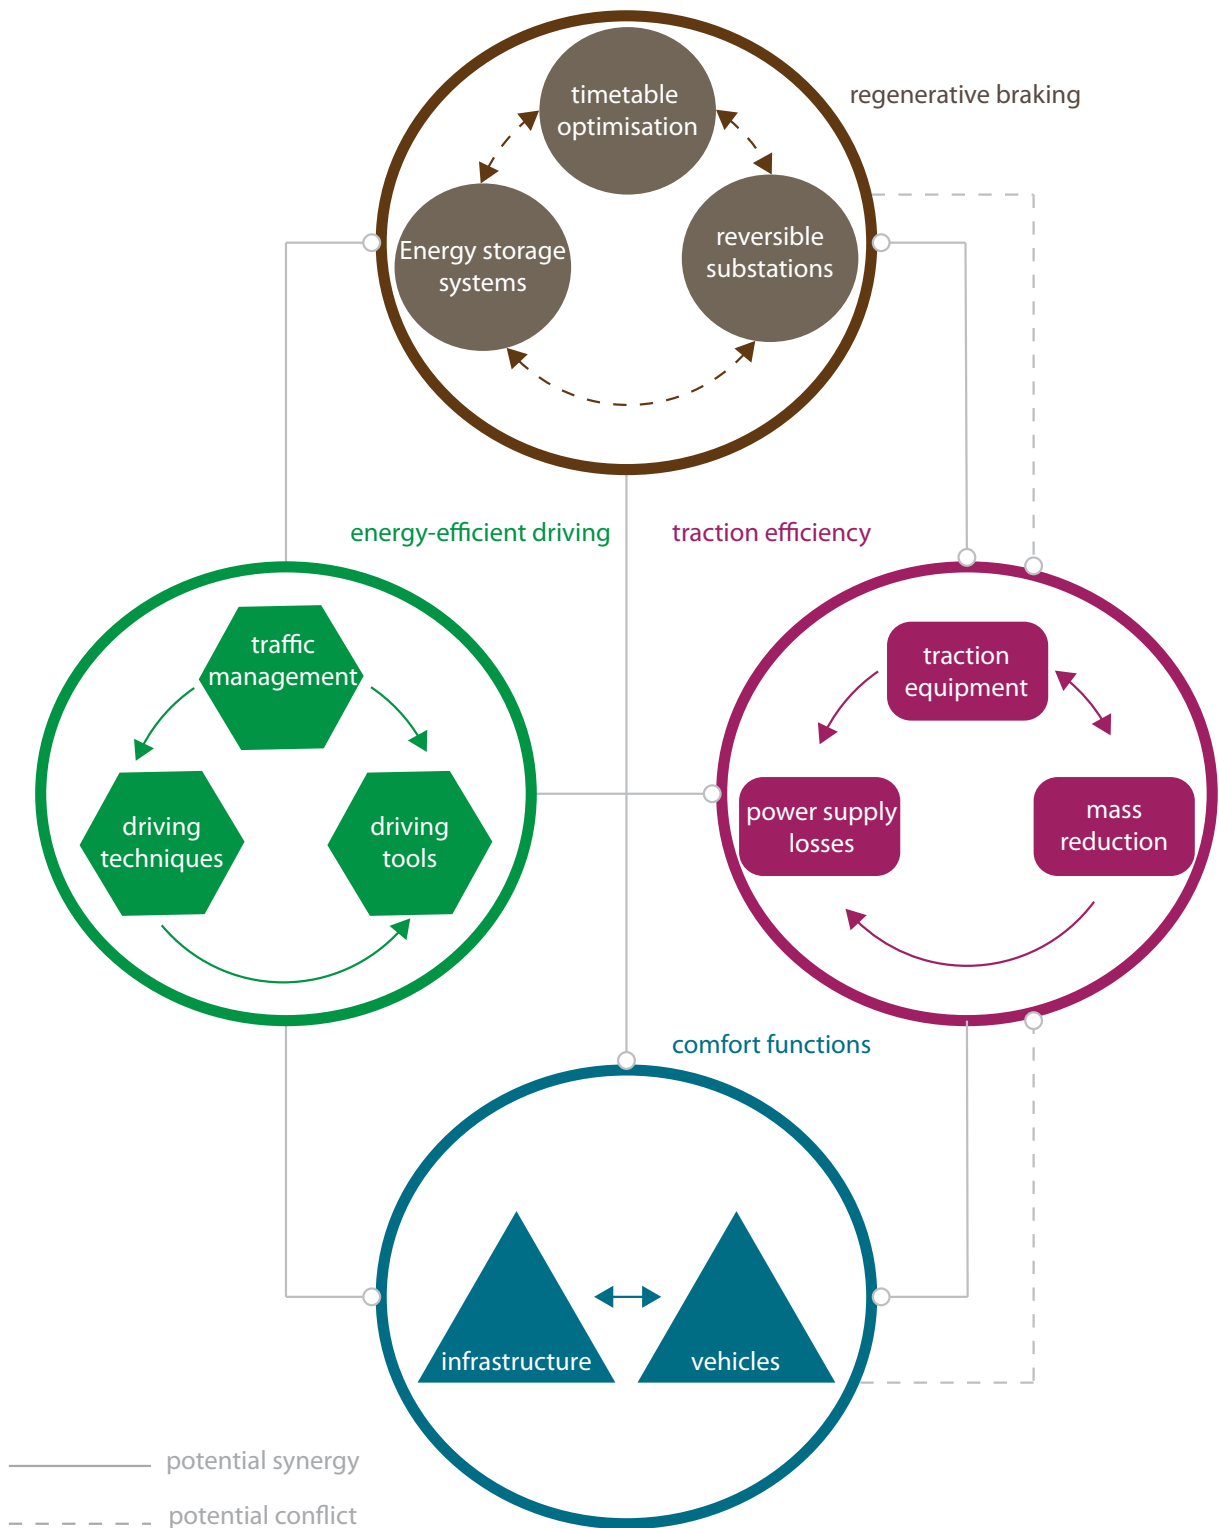 timetable
optimisation
regenerative braking
Energy storage
systems
reversible
substations
energy-efficient driving
traction efficiency
traffic
management
traction
equipment
driving
techniques
driving
tools
power supply
losses
mass
reduction
comfort functions
infrastructure
vehicles
potential synergy
potential conflict